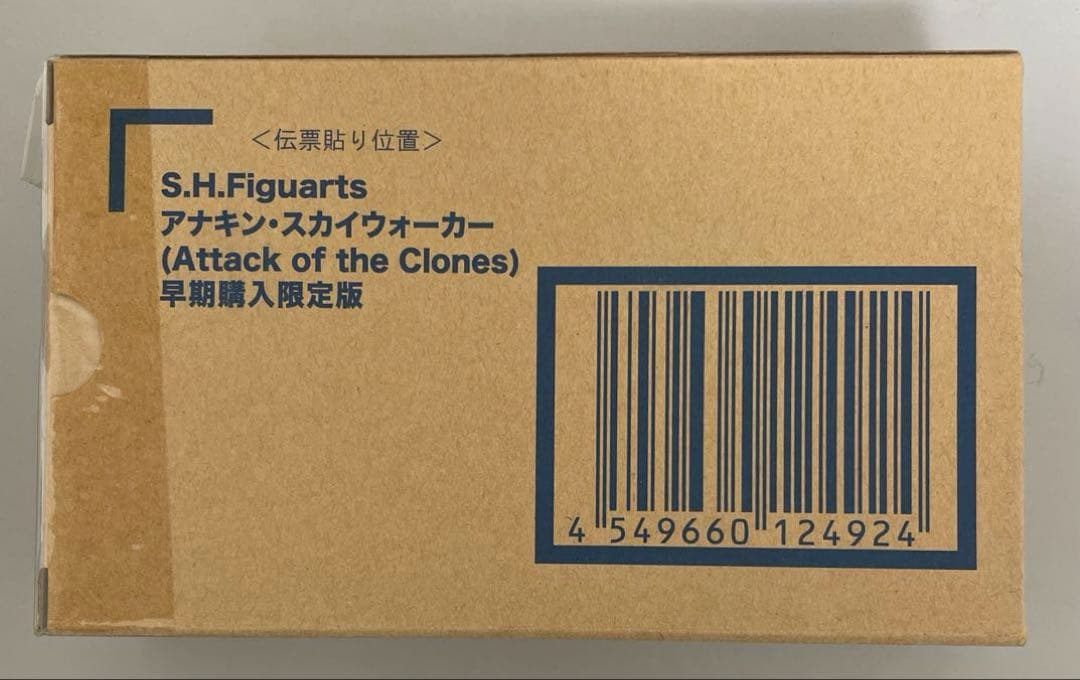 ＜伝票貼り位置＞
S.H.Figuarts
アナキン・スカイウォーカー
(Attack of the Clones)
早期購入限定版
4 549660 124924